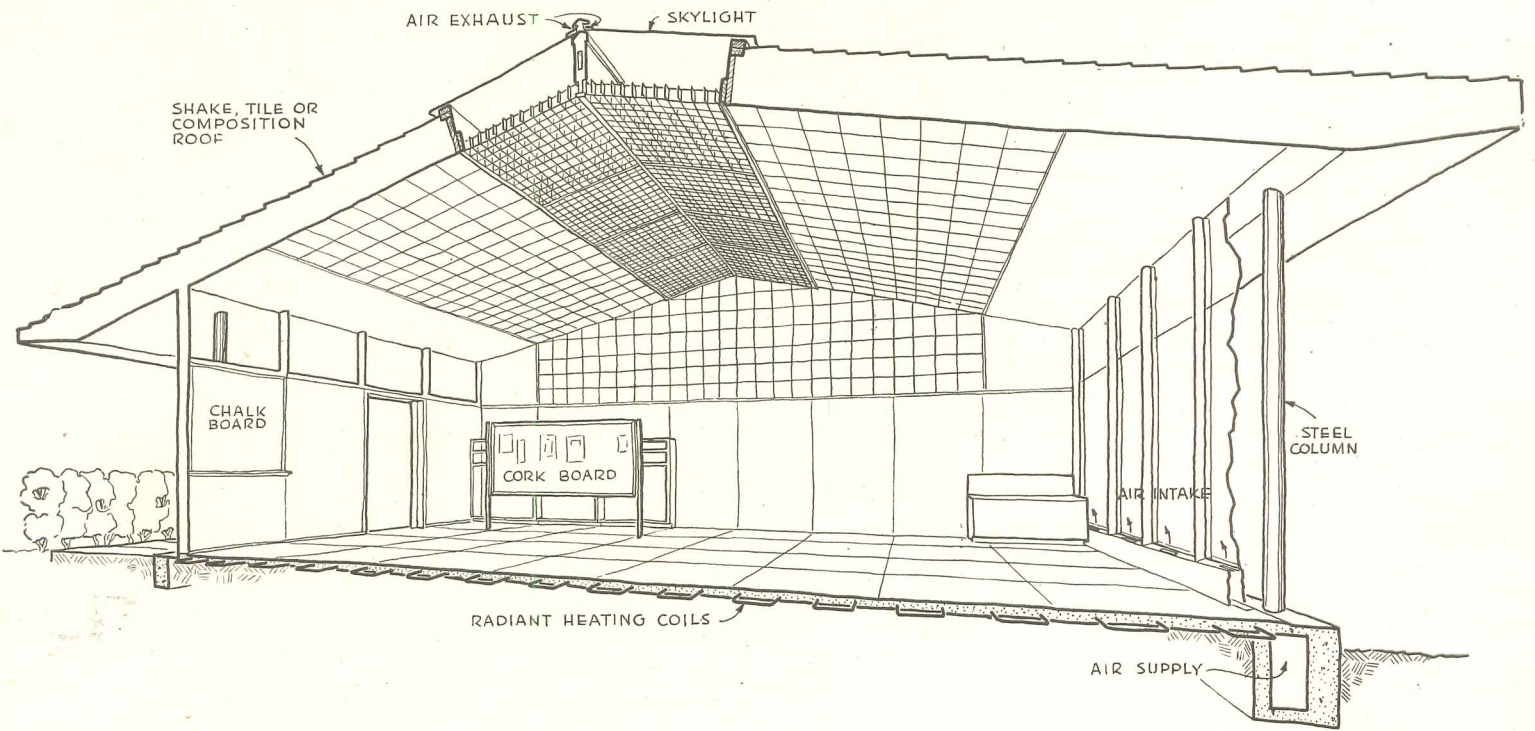 AIR EXHAUST
SKYLIGHT
SHAKE, TILE OR
COMPOSITION
ROOF
CHALK
BOARD
CORK BOARD
STEEL
COLUMN
AIR INTAKE
RADIANT HEATING COILS
AIR SUPPLY